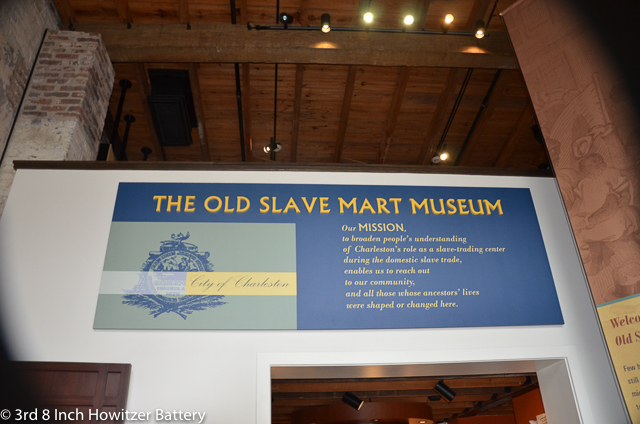 THE OLD SLAVE MART MUSEUM
Our MISSION,
to broaden people's understanding
of Charleston's role as a slave-trading center
during the domestic slave trade,
enables us to reach out
to our community,
and all those whose ancestors' lives
were shaped or changed here.
City of Charleston
Welco
Old S
Few b
still
© 3rd 8 Inch Howitzer Battery